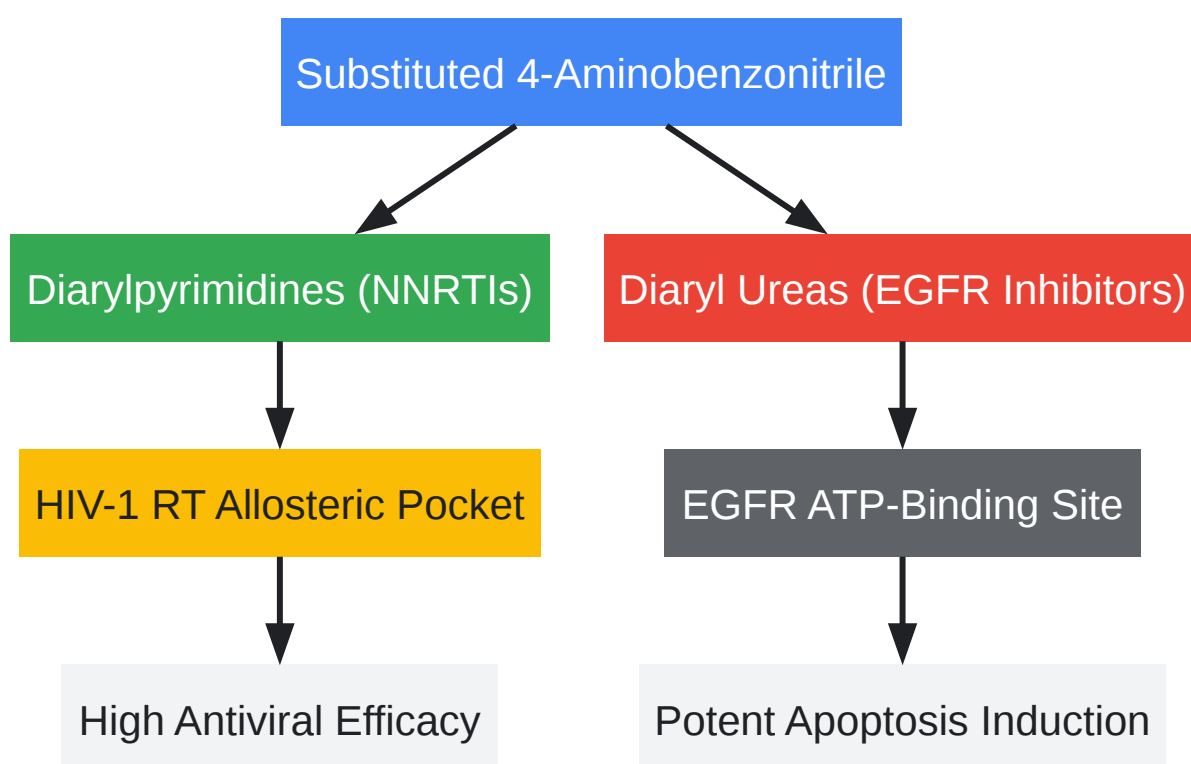 Substituted 4-Aminobenzonitrile
Diarylpyrimidines (NNRTIs)
Diaryl Ureas (EGFR Inhibitors)
HIV-1 RT Allosteric Pocket
EGFR ATP-Binding Site
High Antiviral Efficacy
Potent Apoptosis Induction